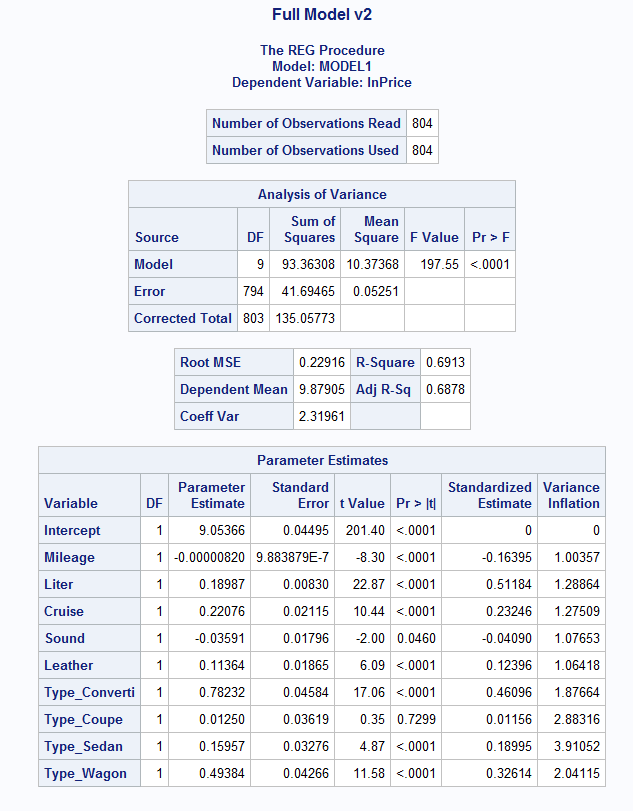 Full Model v2
The REG Procedure
Model: MODEL1
Dependent Variable: lnPrice
Number of Observations Read 804
Number of Observations Used 804
Analysis of Variance
Source DF Sum of Squares Mean Square F Value Pr > F
Model 9 93.36308 10.37368 197.55 <.0001
Error 794 41.69465 0.05251
Corrected Total 803 135.05773
Root MSE 0.22916 R-Square 0.6913
Dependent Mean 9.87905 Adj R-Sq 0.6878
Coeff Var 2.31961
Parameter Estimates
Variable DF Parameter Estimate Standard Error t Value Pr > |t| Standardized Estimate Variance Inflation
Intercept 1 9.05366 0.04495 201.40 <.0001 0 0
Mileage 1 -0.00000820 9.883879E-7 -8.30 <.0001 -0.16395 1.00357
Liter 1 0.18987 0.00830 22.87 <.0001 0.51184 1.28864
Cruise 1 0.22076 0.02115 10.44 <.0001 0.23246 1.27509
Sound 1 -0.03591 0.01796 -2.00 0.0460 -0.04090 1.07653
Leather 1 0.11364 0.01865 6.09 <.0001 0.12396 1.06418
Type_Converti 1 0.78232 0.04584 17.06 <.0001 0.46096 1.87664
Type_Coupe 1 0.01250 0.03619 0.35 0.7299 0.01156 2.88316
Type_Sedan 1 0.15957 0.03276 4.87 <.0001 0.18995 3.91052
Type_Wagon 1 0.49384 0.04266 11.58 <.0001 0.32614 2.04115